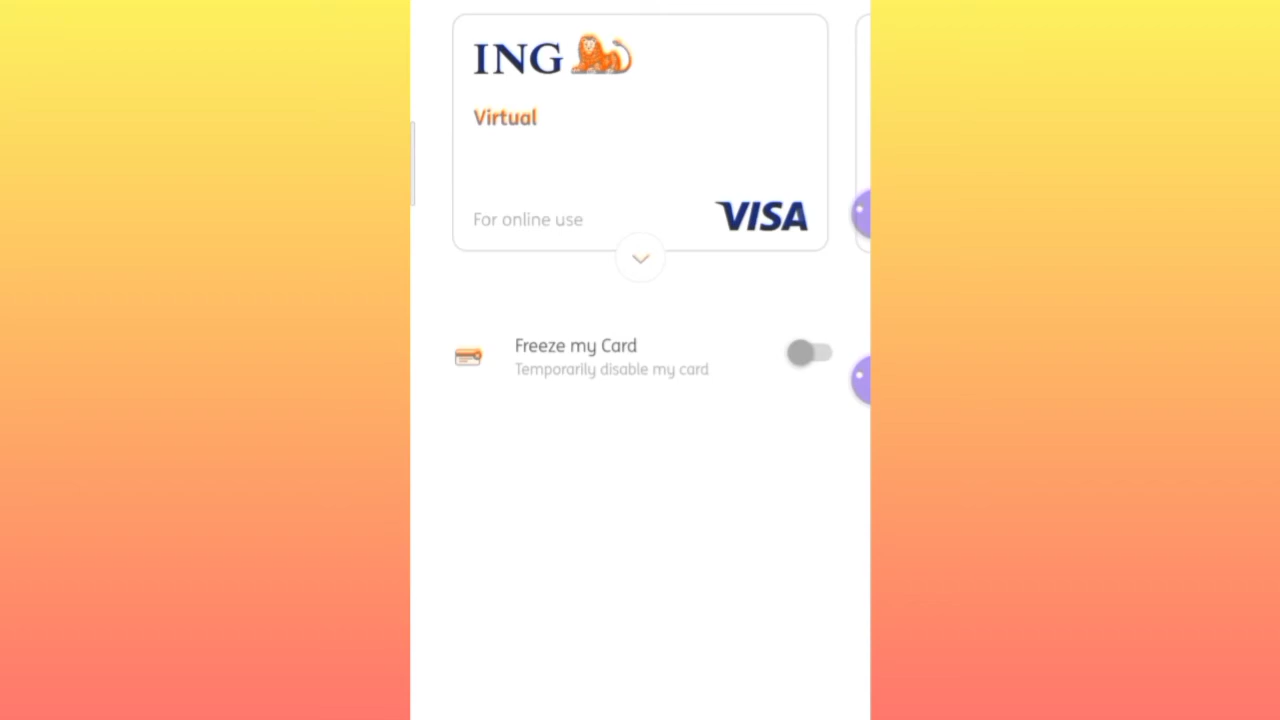 ING
Virtual
For online use
VISA
Freeze my Card
Temporarily disable my card